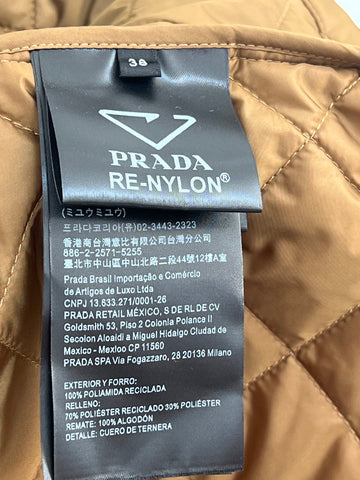 36
PRADA
RE-NYLON®
(ミュウミュウ)
프라다코리아(유) 02-3443-2323
香港商台灣意比薩有限公司台灣分公司
886-2-2571-5255
臺北市中山區中山北路二段44號12樓A室
Prada Brasil Importação e Comércio
de Artigos de Luxo Ltda
CNPJ 13.633.271/0001-26
PRADA RETAIL MÉXICO, S DE RL DE CV
Goldsmith 53, Piso 2 Colonia Polanco II
Seccion Aloaidi a Miguel Hidalgo Ciudad de
Mexico - Mexico CP 11560
PRADA SPA Via Fogazzaro, 28 20136 Milano
EXTERIOR Y FORRO:
100% POLIAMIDA RECICLADA
RELLENO:
70% POLIÉSTER RECICLADO 30% POLIÉSTER
REMATE: 100% ALGODÓN
DETALLE: CUERO DE TERNERA